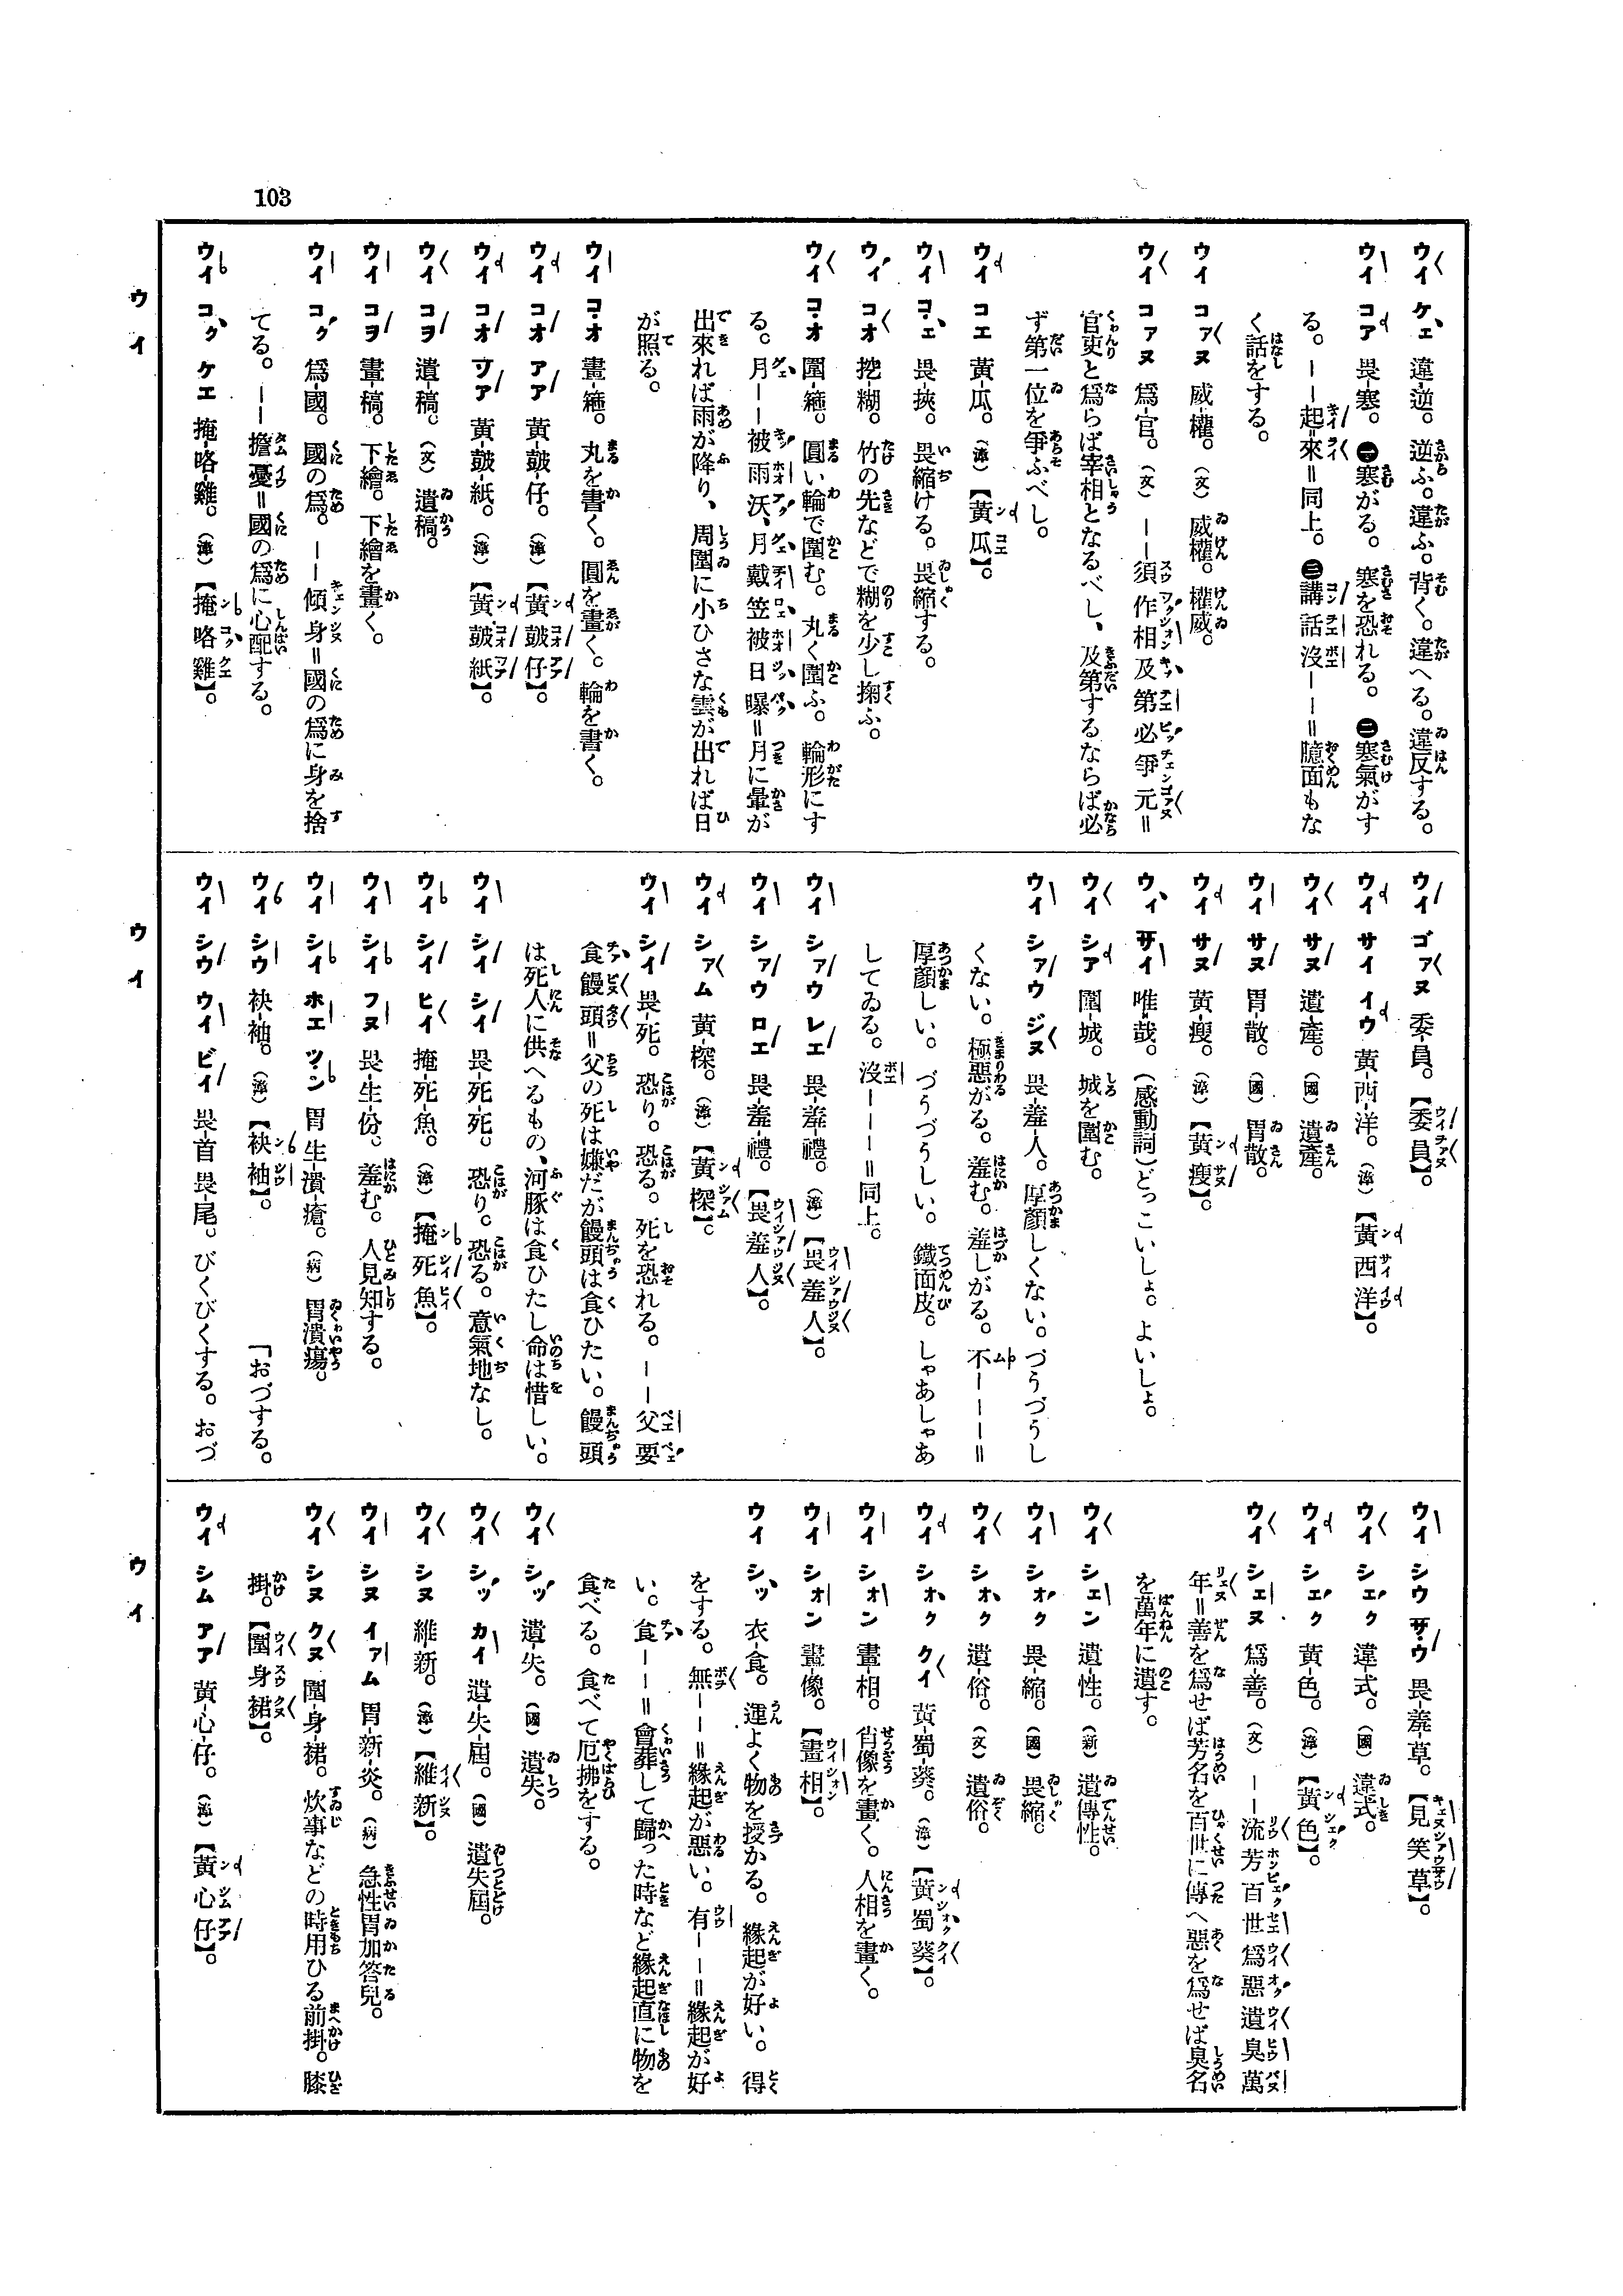 103
ウイ ケェ 違-逆。逆ふ。違ふ。背く。違へる。違反する。
ウイ コア 畏-寒。㊀寒がる。寒を恐れる。㊁寒氣がす
る。——起=來=同上。㊂講話沒——=臆面もな
く話をする。
ウイ コァヌ 威-權。(文) 威權。權威。
ウイ コァヌ 爲-官。(文) ——須作相及第必爭元=
官吏と爲らば宰相となるべし、及第するならば必
ず第一位を爭ふべし。
ウイ コエ 黃-瓜。(漳)【黃瓜】。
ウイ コェ 畏-挾。畏縮ける。畏縮する。
ウィ コオ 挖-糊。竹の先などで糊を少し掬ふ。
ウイ コオ 圍-箍。圓い輪で圍む。丸く圍ふ。輪形にす
る。月——被雨沃、月戴笠被日曝=月に暈が
出來れば雨が降り、周圍に小ひさな雲が出れば日
が照る。
ウイ コオ 畫-箍。丸を書く。圓を畫く。輪を書く。
ウイ コオ アア 黃-鼓-仔。(漳)【黃鼓仔】。
ウイ コオ ツァ 黃-鼓-紙。(漳)【黃鼓紙】。
ウイ コヲ 遺-稿。(文) 遺稿。
ウイ コヲ 畫-稿。下繪。下繪を畫く。
ウイ コク 爲-國。國の爲。——傾身=國の爲に身を捨
てる。——擔憂=國の爲に心配する。
ウイ コク ケエ 掩-咯-雞。(漳)【掩咯雞】。
ウイ ゴァヌ 委-員。【委員】。
ウイ サイ イウ 黃-西-洋。(漳)【黃西洋】。
ウイ サヌ 遺-產。(國) 遺產。
ウイ サヌ 胃-散。(國) 胃散。
ウイ サヌ 黃-瘦。(漳)【黃瘦】。
ウィ サイ 唯-哉。(感動詞)どっこいしょ。よいしょ。
ウイ シア 圍-城。城を圍む。
ウイ シァウ ジヌ 畏-羞-人。厚顏しくない。づうづうし
くない。極惡がる。羞む。羞しがる。不———=
厚顏しい。づうづうしい。鐵面皮。しゃあしゃあ
してゐる。沒———=同上。
ウイ シァウ レエ 畏-羞-禮。(漳)【畏羞人】。
ウイ シァウ ロエ 畏-羞-禮。【畏羞人】。
ウイ シァム 黃-㮙。(漳)【黃㮙】。
ウイ シイ 畏-死。恐り。恐る。死を恐れる。——父要
食饅頭=父の死は嫌だが饅頭は食ひたい。饅頭
は死人に供へるもの、河豚は食ひたし命は惜しい。
ウイ シイ シイ 畏-死-死。恐り。恐る。意氣地なし。
ウイ シイ ヒイ 掩-死-魚。(漳)【掩死魚】。
ウイ シイ フヌ 畏-生-份。羞む。人見知する。
ウイ シイ ホエ ツン 胃生-潰-瘡。(病) 胃潰瘍。
ウイ シウ 袂-袖。(漳)【袂袖】。 「おづする。
ウイ シウ ウイ ビイ 畏-首 畏-尾。びくびくする。おづ
ウイ シウ サウ 畏-羞-草。【見笑草】。
ウイ シェク 違-式。(國) 違式。
ウイ シェク 黃-色。(漳)【黃色】。
ウイ シェヌ 爲-善。(文) ——流芳百世爲惡遺臭萬
年=善を爲せば芳名を百世に傳へ惡を爲せば臭名
を萬年に遺す。
ウイ シェン 遺-性。(新) 遺傳性。
ウイ シォク 畏-縮。(國) 畏縮。
ウイ シォク 遺-俗。(文) 遺俗。
ウイ シォク クイ 黃-蜀-葵。(漳)【黃蜀葵】。
ウイ シォン 畫-相。肖像を畫く。人相を畫く。
ウイ シォン 畫-像。【畫相】。
ウイ シッ 衣-食。運よく物を授かる。緣起が好い。得
をする。無——=緣起が惡い。有——=緣起が好
い。食——=會葬して歸った時など緣起直に物を
食べる。食べて厄拂をする。
ウイ シッ 遺-失。(國) 遺失。
ウイ シッ カイ 遺-失-屆。(國) 遺失屆。
ウイ シヌ 維-新。(漳)【維新】。
ウイ シヌ イァム 胃-新-炎。(病) 急性胃加答兒。
ウイ シヌ クヌ 圍-身-裙。炊事などの時用ひる前掛。膝
掛。【圍身裙】。
ウイ シム アア 黃-心-仔。(漳)【黃心仔】。
ウイ
ウイ
ウイ